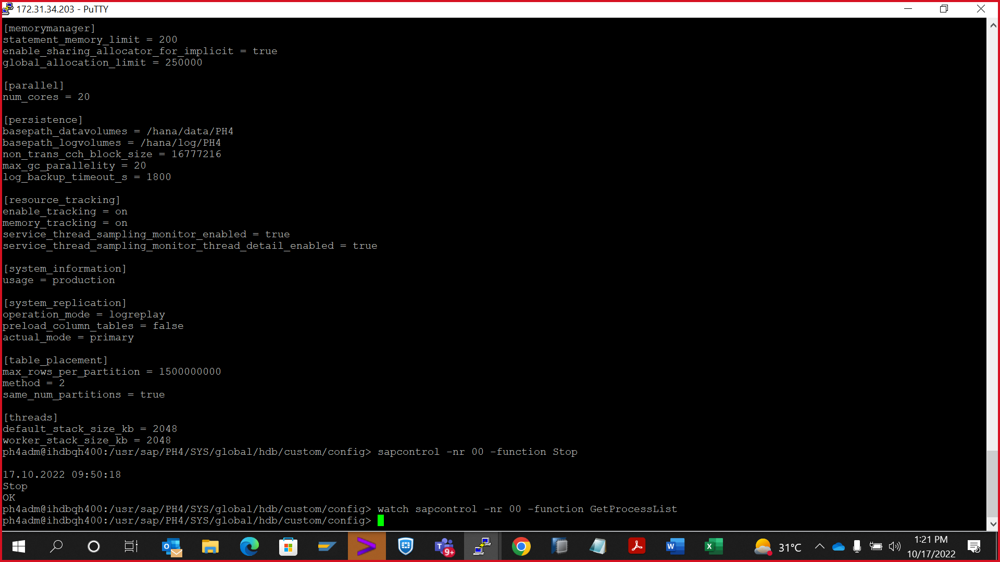 172.31.34.203 - PuTTY
[memorymanager]
statement_memory_limit = 200
enable_sharing_allocator_for_implicit = true
global_allocation_limit = 250000
[parallel]
num_cores = 20
[persistence]
basepath_datavolumes = /hana/data/PH4
basepath_logvolumes = /hana/log/PH4
non_trans_cch_block_size = 16777216
max_gc_parallelity = 20
log_backup_timeout_s = 1800
[resource_tracking]
enable_tracking = on
memory_tracking = on
service_thread_sampling_monitor_enabled = true
service_thread_sampling_monitor_thread_detail_enabled = true
[system_information]
usage = production
[system_replication]
operation_mode = logreplay
preload_column_tables = false
actual_mode = primary
[table_placement]
max_rows_per_partition = 1500000000
method = 2
same_num_partitions = true
[threads]
default_stack_size_kb = 2048
worker_stack_size_kb = 2048
ph4adm@ihdbqh400:/usr/sap/PH4/SYS/global/hdb/custom/config> sapcontrol -nr 00 -function Stop
17.10.2022 09:50:18
Stop
OK
ph4adm@ihdbqh400:/usr/sap/PH4/SYS/global/hdb/custom/config> watch sapcontrol -nr 00 -function GetProcessList
ph4adm@ihdbqh400:/usr/sap/PH4/SYS/global/hdb/custom/config>
9+
31°C
1:21 PM
10/17/2022